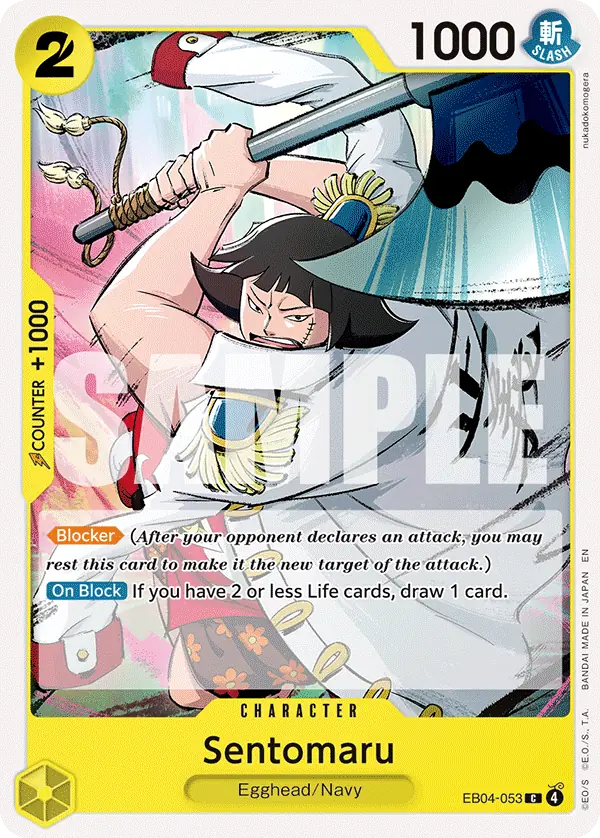 2
1000
斬
SLASH
nukadokomogera
COUNTER +1000
SAMPLE
Blocker (After your opponent declares an attack, you may
rest this card to make it the new target of the attack.)
On Block If you have 2 or less Life cards, draw 1 card.
CHARACTER
Sentomaru
Egghead/Navy
EB04-053 C 4
©E.O/S ©E.O./S., T.A. BANDAI MADE IN JAPAN EN